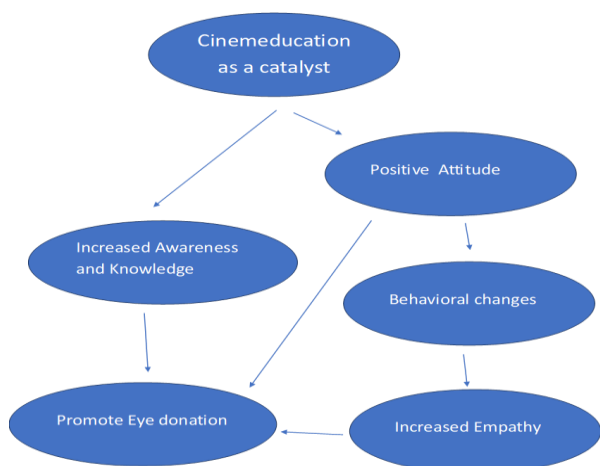 Cinemeducation
as a catalyst
Positive Attitude
Increased Awareness
and Knowledge
Behavioral changes
Promote Eye donation
Increased Empathy